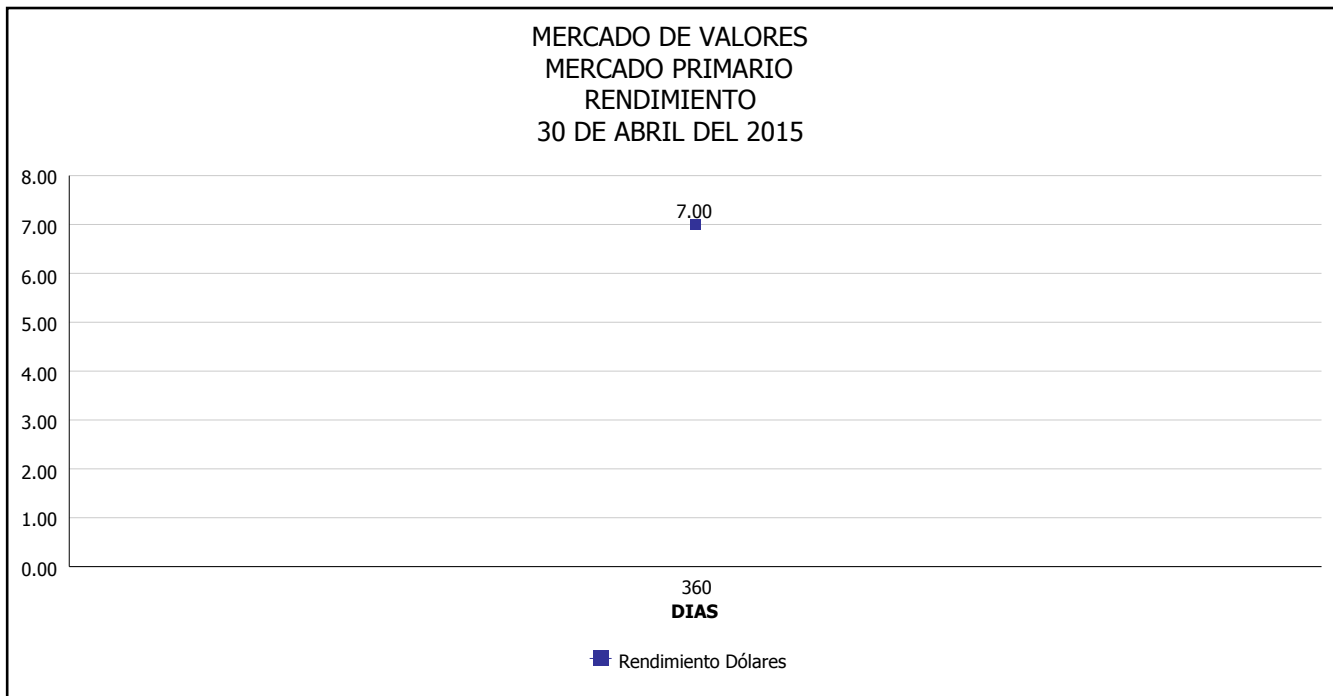 MERCADO DE VALORES
MERCADO PRIMARIO
RENDIMIENTO
30 DE ABRIL DEL 2015
8.00
7.00
7.00
6.00
5.00
4.00
3.00
2.00
1.00
0.00
360
DIAS
Rendimiento Dólares